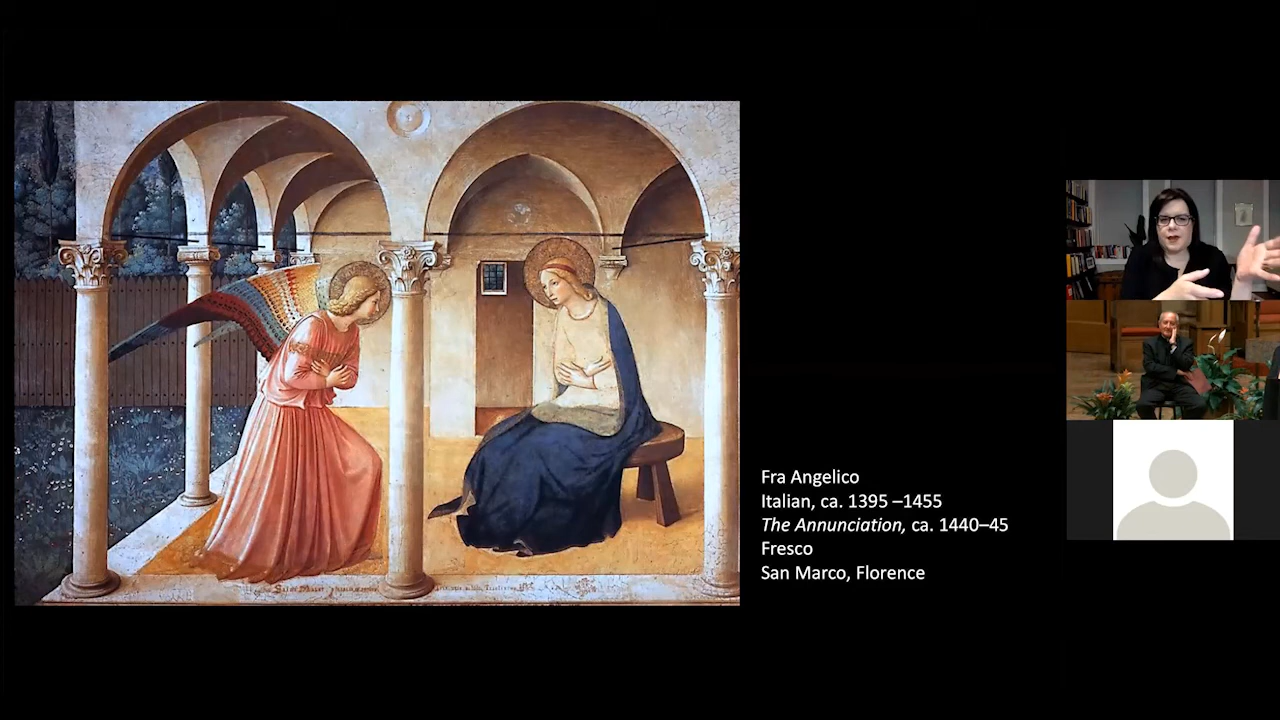 Fra Angelico
Italian, ca. 1395 –1455
The Annunciation, ca. 1440–45
Fresco
San Marco, Florence